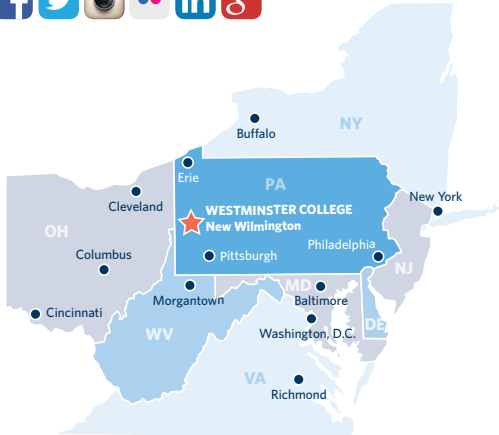 f
in
g
NY
Buffalo
Erie
PA
Cleveland
WESTMINSTER COLLEGE
New Wilmington
New York
OH
Columbus
Pittsburgh
Philadelphia
NJ
MD
Morgantown
Baltimore
Cincinnati
WV
Washington, D.C.
DE
VA
Richmond